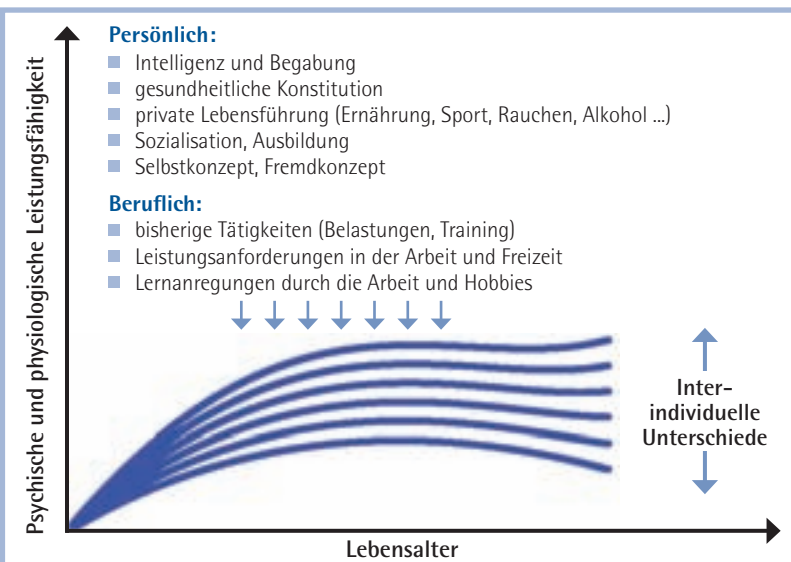 Psychische und physiologische Leistungsfähigkeit
Persönlich:
Intelligenz und Begabung
gesundheitliche Konstitution
private Lebensführung (Ernährung, Sport, Rauchen, Alkohol ...)
Sozialisation, Ausbildung
Selbstkonzept, Fremdkonzept
Beruflich:
bisherige Tätigkeiten (Belastungen, Training)
Leistungsanforderungen in der Arbeit und Freizeit
Lernanregungen durch die Arbeit und Hobbies
Inter-
individuelle
Unterschiede
Lebensalter